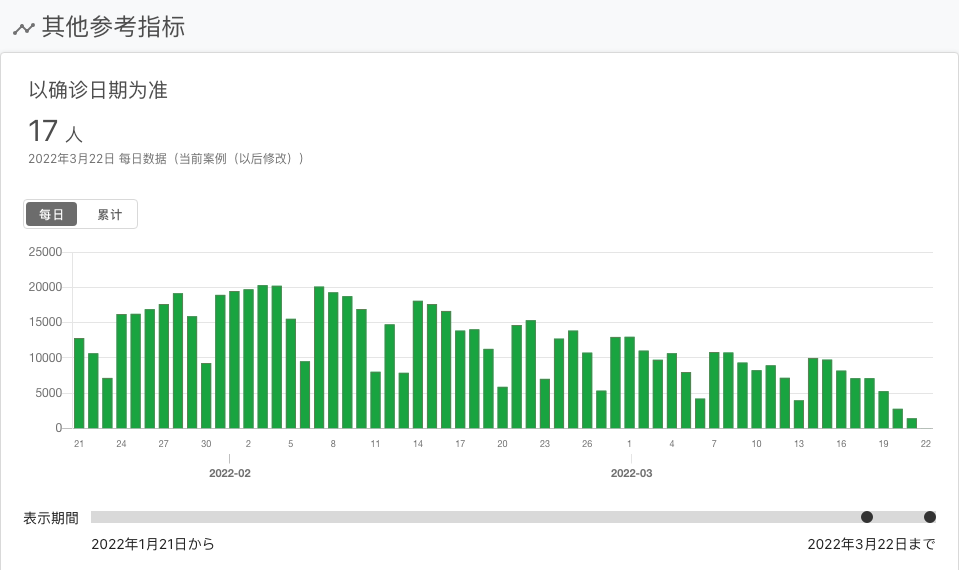 其他参考指标
以确诊日期为准
17 人
2022年3月22日 每日数据（当前案例（以后修改））
每日 累计
25000
20000
15000
10000
5000
0
21 24 27 30 2 5 8 11 14 17 20 23 26 1 4 7 10 13 16 19 22
2022-02 2022-03
表示期間
2022年1月21日から 2022年3月22日まで